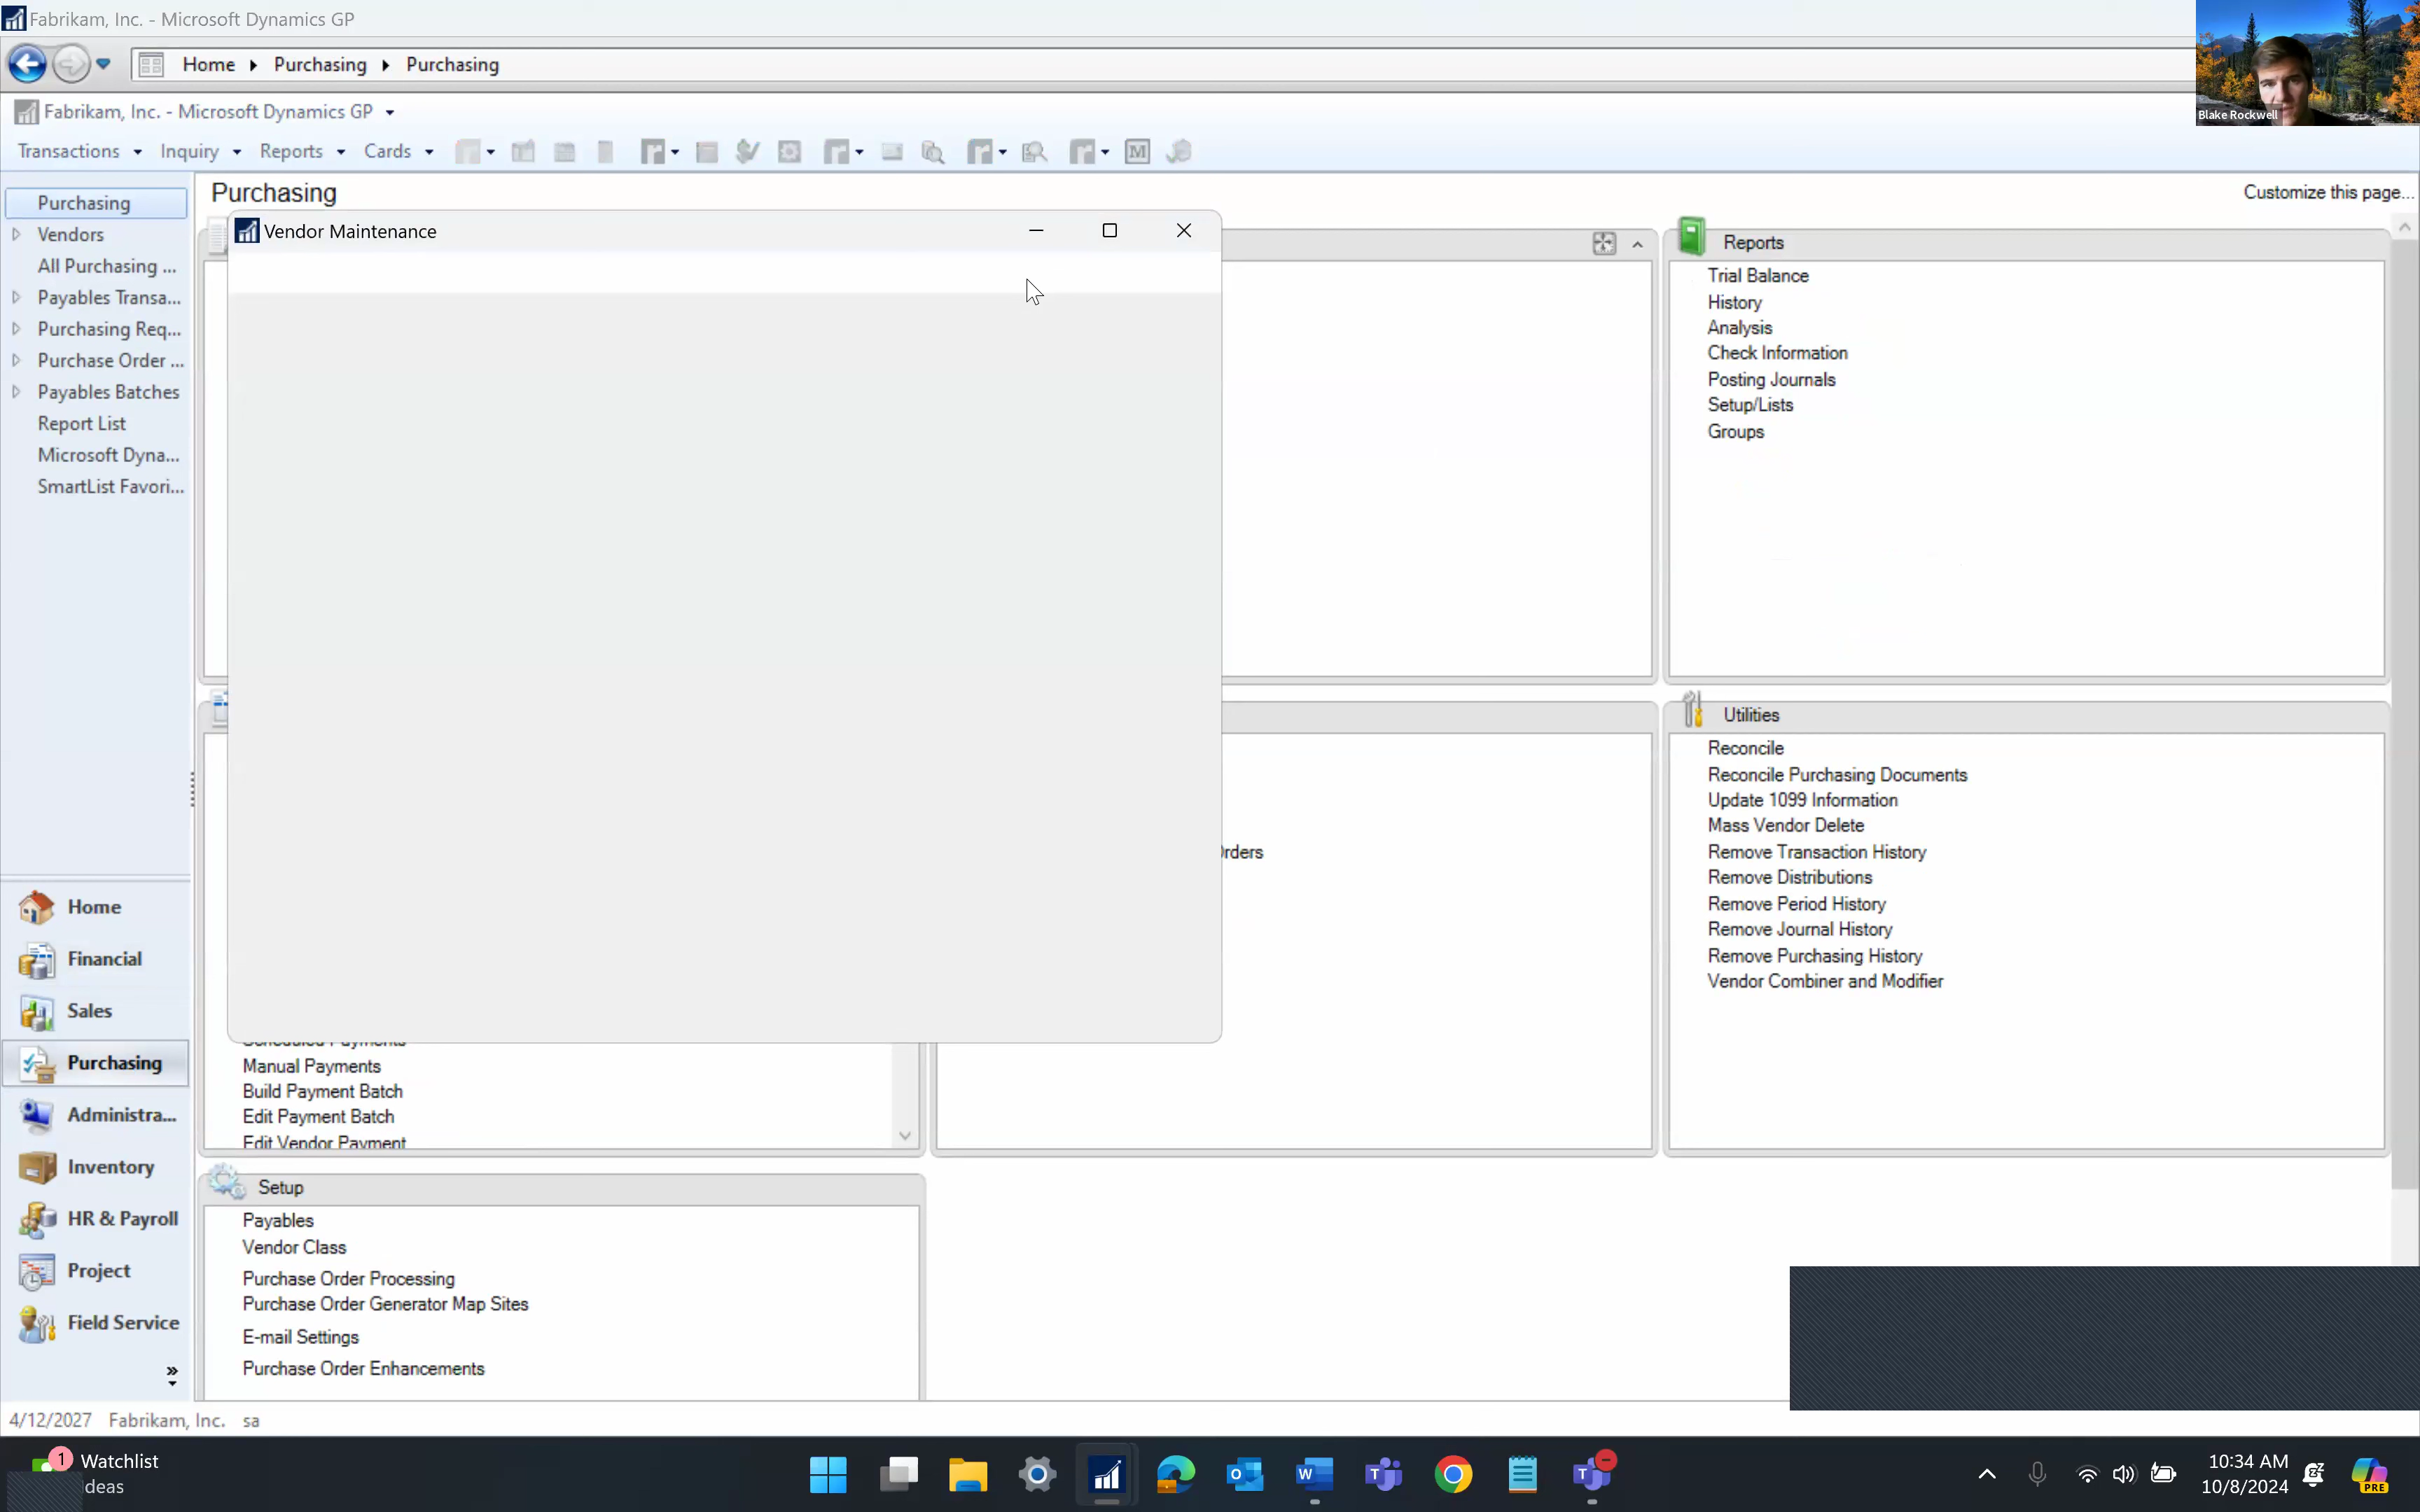 Fabrikam, Inc. - Microsoft Dynamics GP
Home Purchasing Purchasing
Blake Rockwell
Fabrikam, Inc. - Microsoft Dynamics GP
Transactions Inquiry Reports Cards
Purchasing
Vendors
All Purchasing ...
Payables Transa...
Purchasing Req...
Purchase Order ...
Payables Batches
Report List
Microsoft Dyna...
SmartList Favori...
Home
Financial
Sales
Purchasing
Administra...
Inventory
HR & Payroll
Project
Field Service
Purchasing
Customize this page...
Vendor Maintenance
Reports
Trial Balance
History
Analysis
Check Information
Posting Journals
Setup/Lists
Groups
Scheduled Payments
Manual Payments
Build Payment Batch
Edit Payment Batch
Edit Vendor Payment
Utilities
Reconcile
Reconcile Purchasing Documents
Update 1099 Information
Mass Vendor Delete
Remove Transaction History
Remove Distributions
Remove Period History
Remove Journal History
Remove Purchasing History
Vendor Combiner and Modifier
Setup
Payables
Vendor Class
Purchase Order Processing
Purchase Order Generator Map Sites
E-mail Settings
Purchase Order Enhancements
4/12/2027 Fabrikam, Inc. sa
1 Watchlist
Ideas
10:34 AM
10/8/2024
PRE